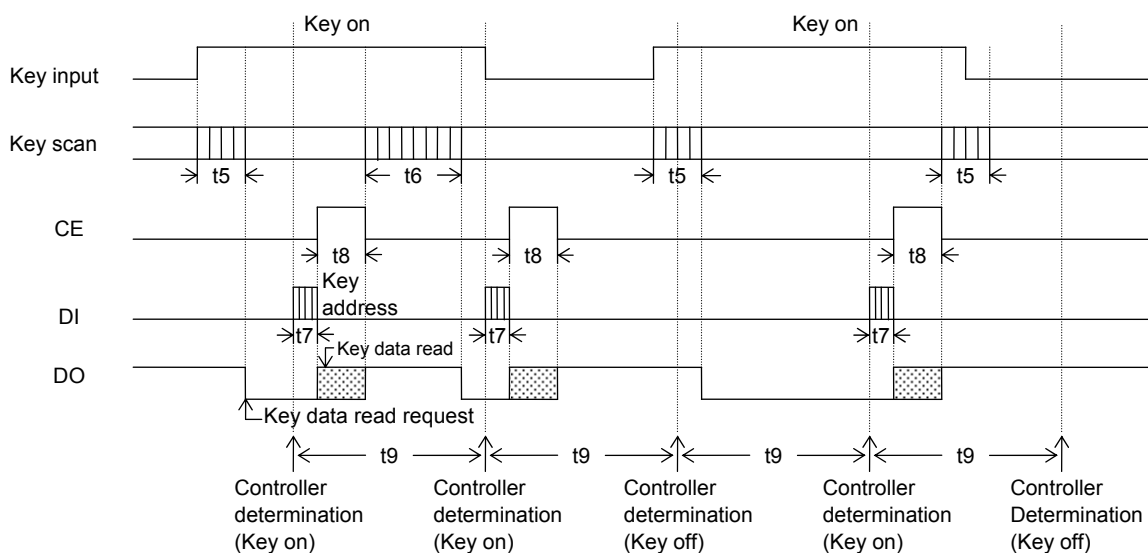 Key on
Key on
Key input
Key scan
t5
t6
t5
t5
CE
t8
t8
t8
Key
address
DI
t7
t7
t7
Key data read
DO
Key data read request
t9
t9
t9
t9
Controller
determination
(Key on)
Controller
determination
(Key on)
Controller
determination
(Key off)
Controller
determination
(Key on)
Controller
Determination
(Key off)